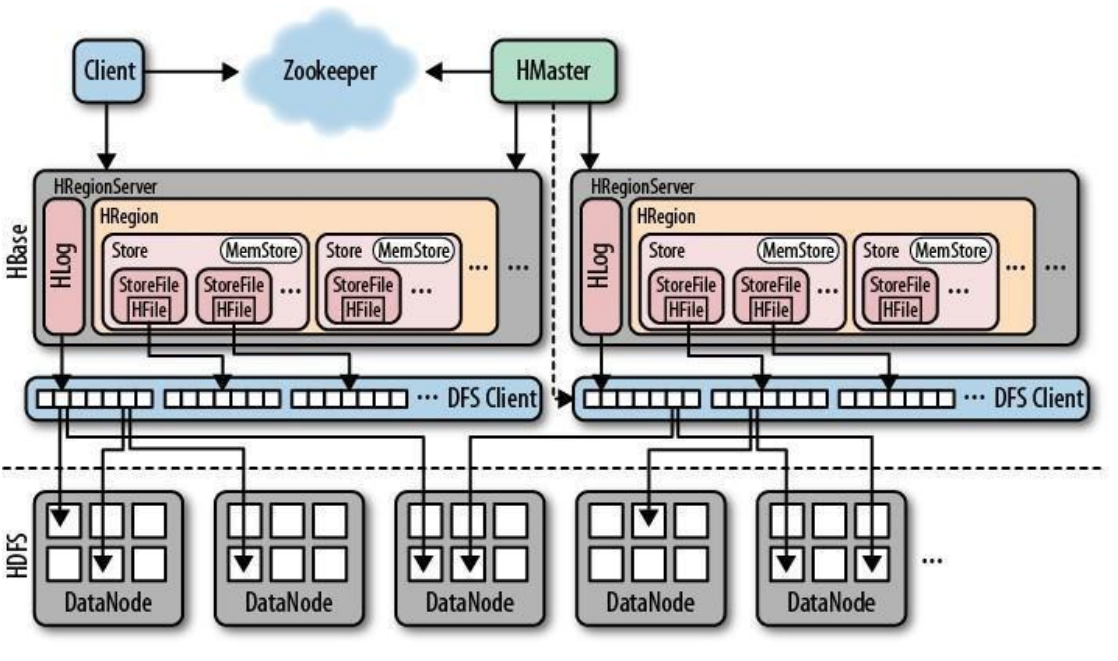 Client
Zookeeper
HMaster
HBase
HRegionServer
HLog
HRegion
Store
MemStore
StoreFile
HFile
StoreFile
HFile
...
Store
MemStore
StoreFile
HFile
...
...
...
HRegionServer
HLog
HRegion
Store
MemStore
StoreFile
HFile
StoreFile
HFile
...
Store
MemStore
StoreFile
HFile
...
...
...
... DFS Client
... DFS Client
HDFS
DataNode
DataNode
DataNode
DataNode
DataNode
...